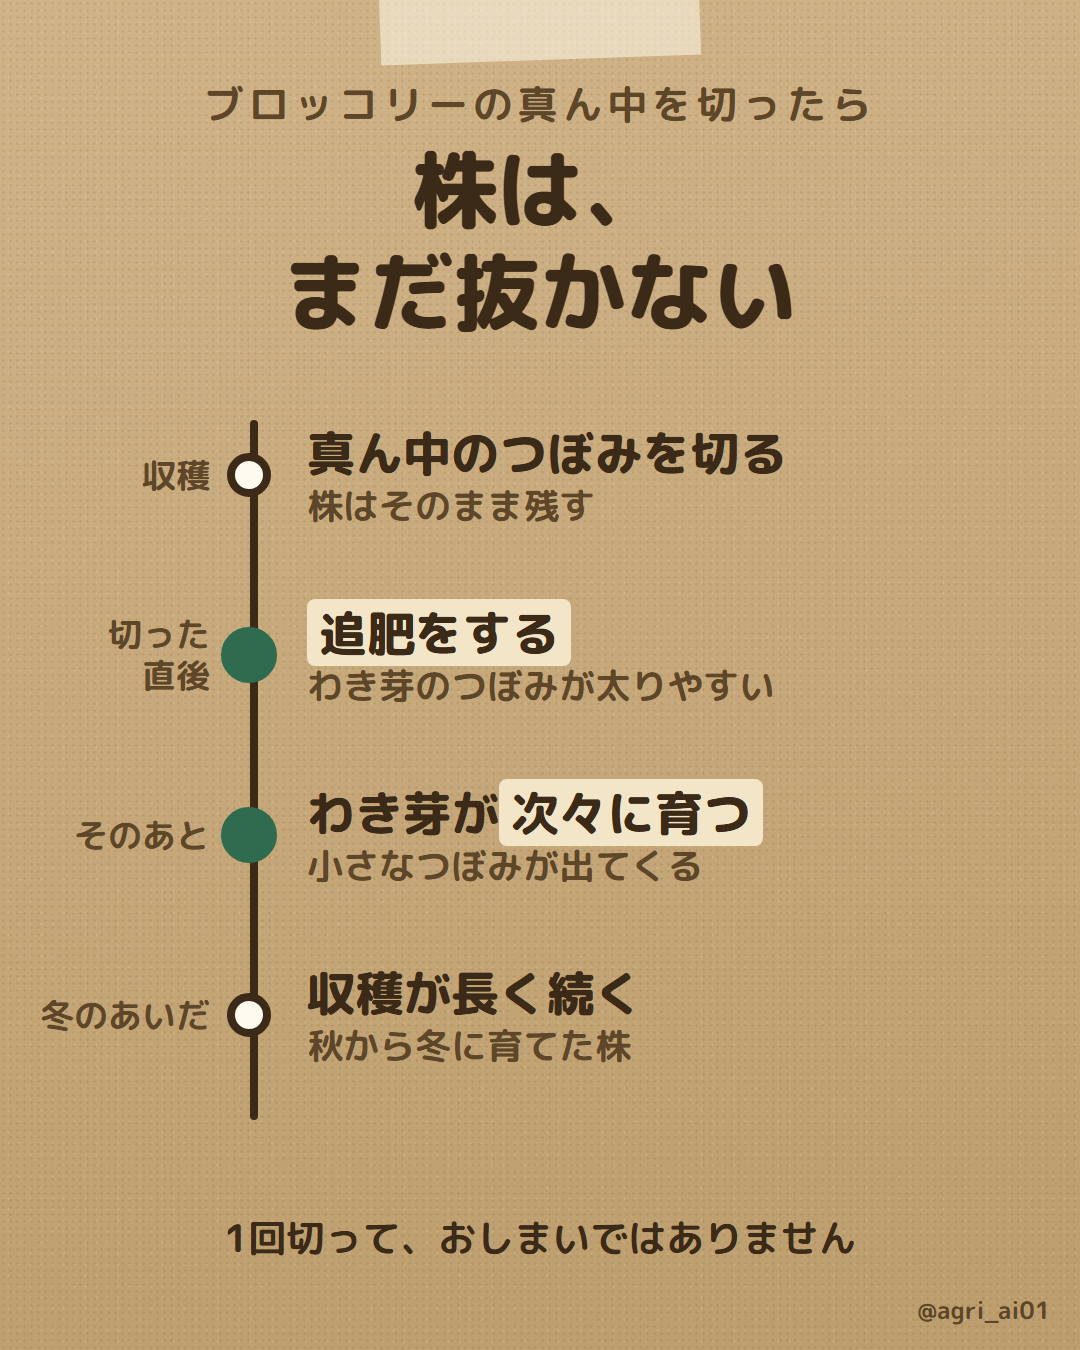 ブロッコリーの真ん中を切ったら
株は、
まだ抜かない
収穫
真ん中のつぼみを切る
株はそのまま残す
切った
直後
追肥をする
わき芽のつぼみが太りやすい
そのあと
わき芽が次々に育つ
小さなつぼみが出てくる
冬のあいだ
収穫が長く続く
秋から冬に育てた株
1回切って、おしまいではありません
@agri_ai01